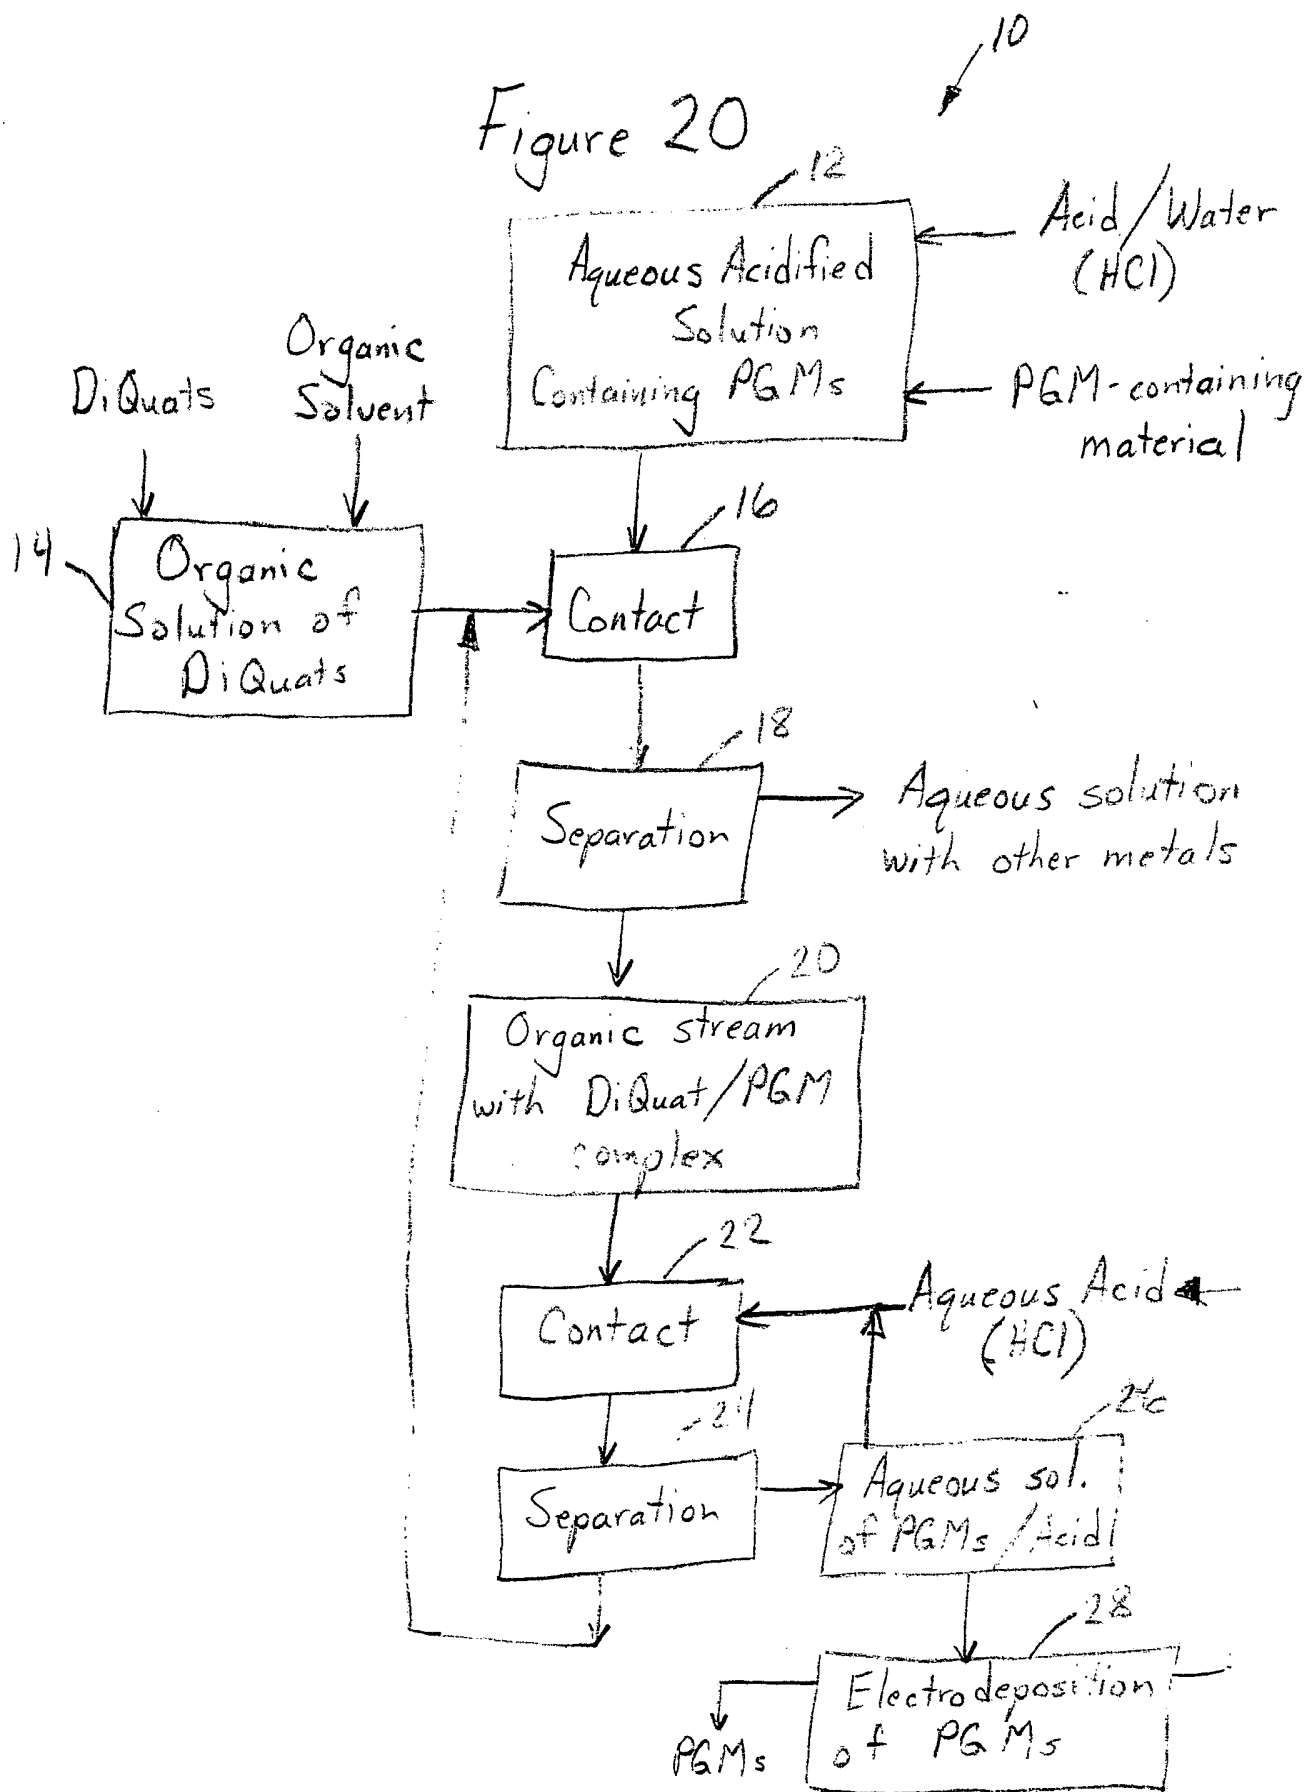 10
Figure 20
12
Acid/Water
(HCl)
Aqueous Acidified
Solution
Containing PGMs
PGM-containing
material
DiQuats
Organic
Solvent
14
Organic
Solution of
DiQuats
16
Contact
18
Separation
Aqueous solution
with other metals
20
Organic stream
with DiQuat/PGM
complex
22
Contact
Aqueous Acid
(HCl)
24
Separation
26
Aqueous sol.
of PGMs/Acid
28
Electrodeposition
of PGMs
PGMs